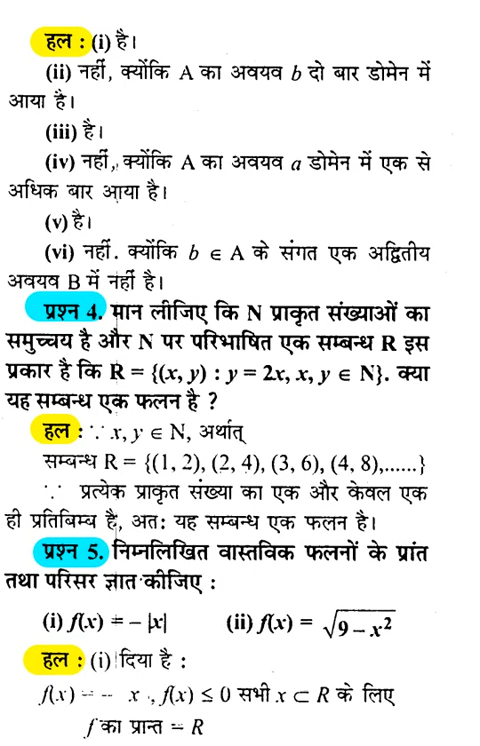 हल : (i) है।
(ii) नहीं, क्योंकि A का अवयव b दो बार डोमेन में
आया है।
(iii) है।
(iv) नहीं, क्योंकि A का अवयव a डोमेन में एक से
अधिक बार आया है।
(v) है।
(vi) नहीं. क्योंकि b ∈ A के संगत एक अद्वितीय
अवयव B में नहीं है।
प्रश्न 4. मान लीजिए कि N प्राकृत संख्याओं का
समुच्चय है और N पर परिभाषित एक सम्बन्ध R इस
प्रकार है कि R = {(x, y) : y = 2x, x, y ∈ N}. क्या
यह सम्बन्ध एक फलन है ?
हल : ∵ x, y ∈ N, अर्थात्
सम्बन्ध R = {(1, 2), (2, 4), (3, 6), (4, 8),......}
∵ प्रत्येक प्राकृत संख्या का एक और केवल एक
ही प्रतिबिम्ब है, अतः यह सम्बन्ध एक फलन है।
प्रश्न 5. निम्नलिखित वास्तविक फलनों के प्रांत
तथा परिसर ज्ञात कीजिए :
(i) f(x) = – |x| (ii) f(x) = √(9 – x²)
हल : (i) दिया है :
f(x) = – x , f(x) ≤ 0 सभी x ⊂ R के लिए
f का प्रान्त = R